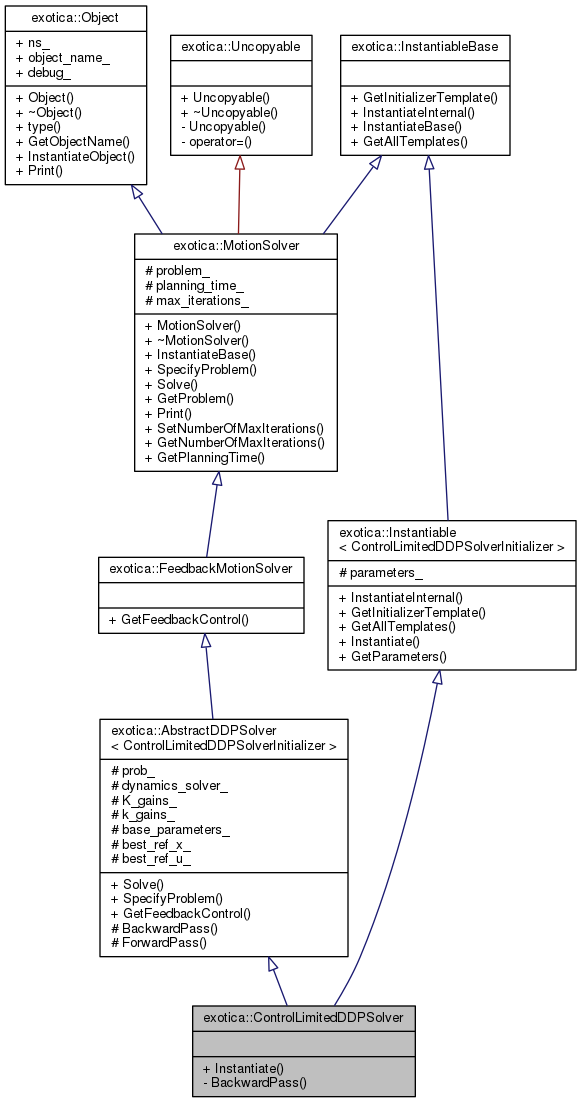 exotica::Object
+ ns_
+ object_name_
+ debug_
+ Object()
+ ~Object()
+ type()
+ GetObjectName()
+ InstantiateObject()
+ Print()
exotica::Uncopyable
+ Uncopyable()
+ ~Uncopyable()
- Uncopyable()
- operator=()
exotica::InstantiableBase
+ GetInitializerTemplate()
+ InstantiateInternal()
+ InstantiateBase()
+ GetAllTemplates()
exotica::MotionSolver
# problem_
# planning_time_
# max_iterations_
+ MotionSolver()
+ ~MotionSolver()
+ InstantiateBase()
+ SpecifyProblem()
+ Solve()
+ GetProblem()
+ Print()
+ SetNumberOfMaxIterations()
+ GetNumberOfMaxIterations()
+ GetPlanningTime()
exotica::Instantiable
< ControlLimitedDDPSolverInitializer >
# parameters_
+ InstantiateInternal()
+ GetInitializerTemplate()
+ GetAllTemplates()
+ Instantiate()
+ GetParameters()
exotica::FeedbackMotionSolver
+ GetFeedbackControl()
exotica::AbstractDDPSolver
< ControlLimitedDDPSolverInitializer >
# prob_
# dynamics_solver_
# K_gains_
# k_gains_
# base_parameters_
# best_ref_x_
# best_ref_u_
+ Solve()
+ SpecifyProblem()
+ GetFeedbackControl()
# BackwardPass()
# ForwardPass()
exotica::ControlLimitedDDPSolver
+ Instantiate()
- BackwardPass()